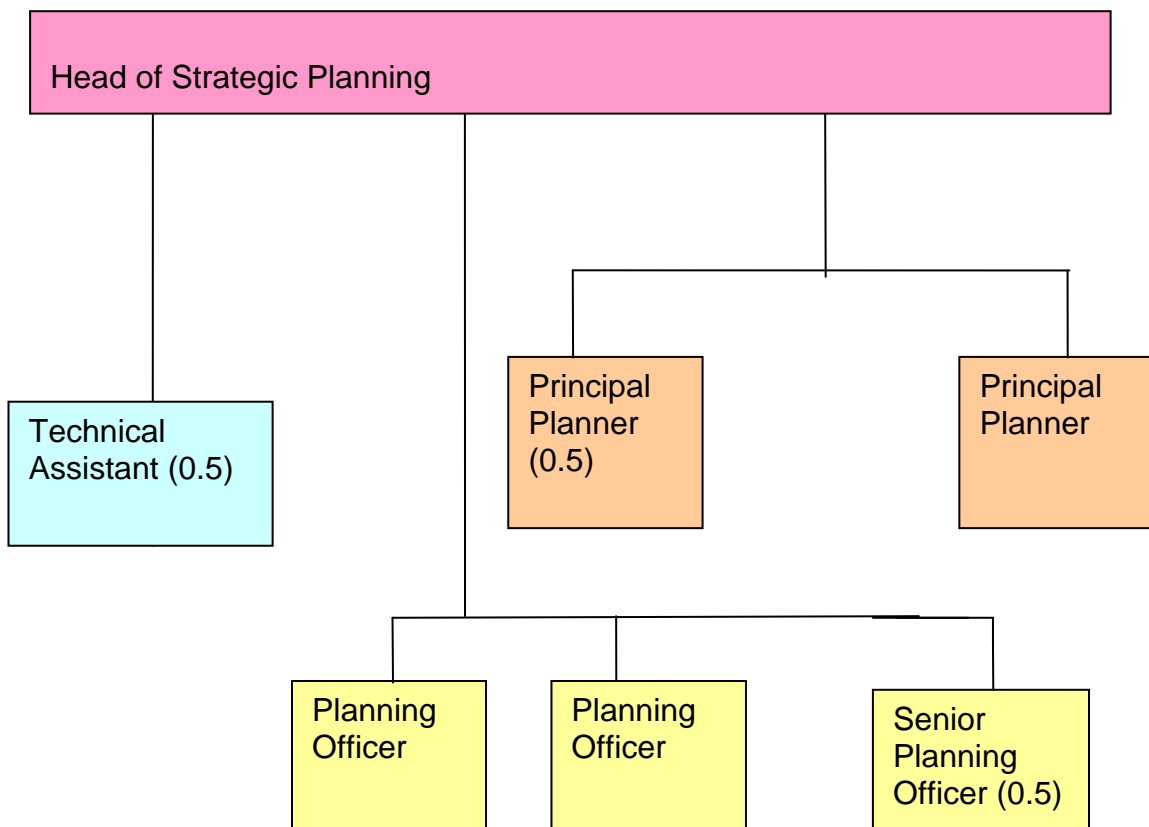 Head of Strategic Planning
Principal
Planner
(0.5)
Principal
Planner
Technical
Assistant (0.5)
Planning
Officer
Planning
Officer
Senior
Planning
Officer (0.5)